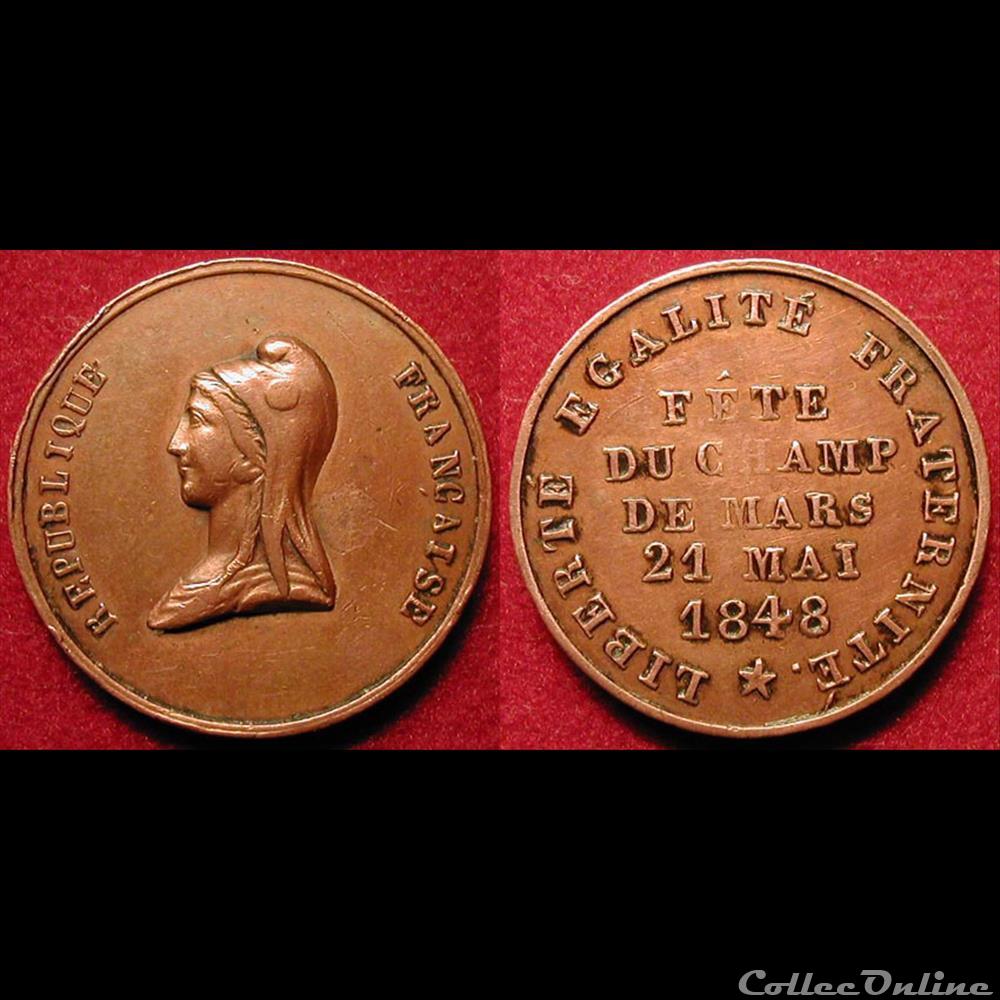 REPUBLIQUE FRANÇAISE
LIBERTÉ EGALITÉ FRATERNITÉ.
FÊTE
DU CHAMP
DE MARS
21 MAI
1848
CollecOnline